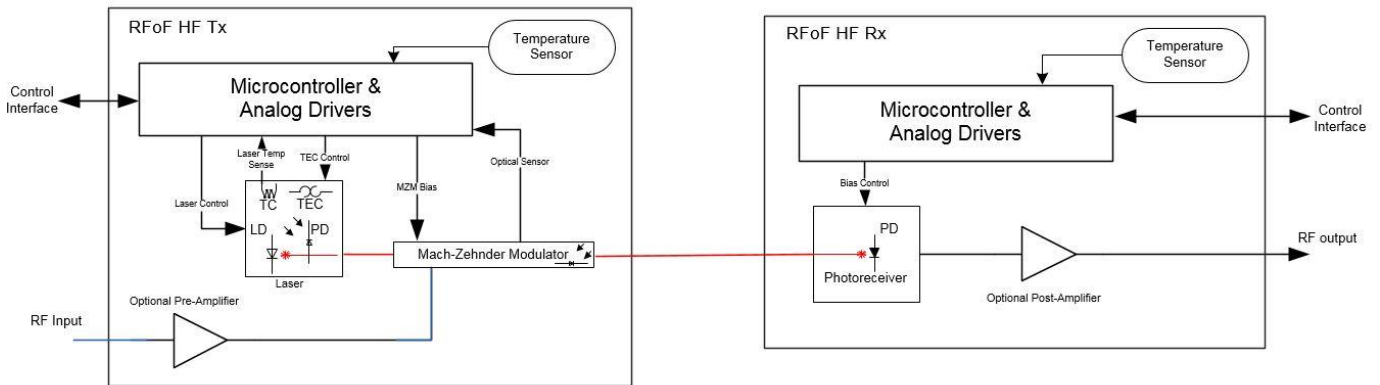 RFoF HF Tx
Temperature
Sensor
Microcontroller &
Analog Drivers
Control
Interface
Laser Temp
Sense
TEC Control
Optical Sensor
MZM Bias
Laser Control
TC
TEC
LD
PD
Laser
Mach-Zehnder Modulator
Optional Pre-Amplifier
RF Input
RFoF HF Rx
Temperature
Sensor
Microcontroller &
Analog Drivers
Control
Interface
Bias Control
PD
Photoreceiver
Optional Post-Amplifier
RF output